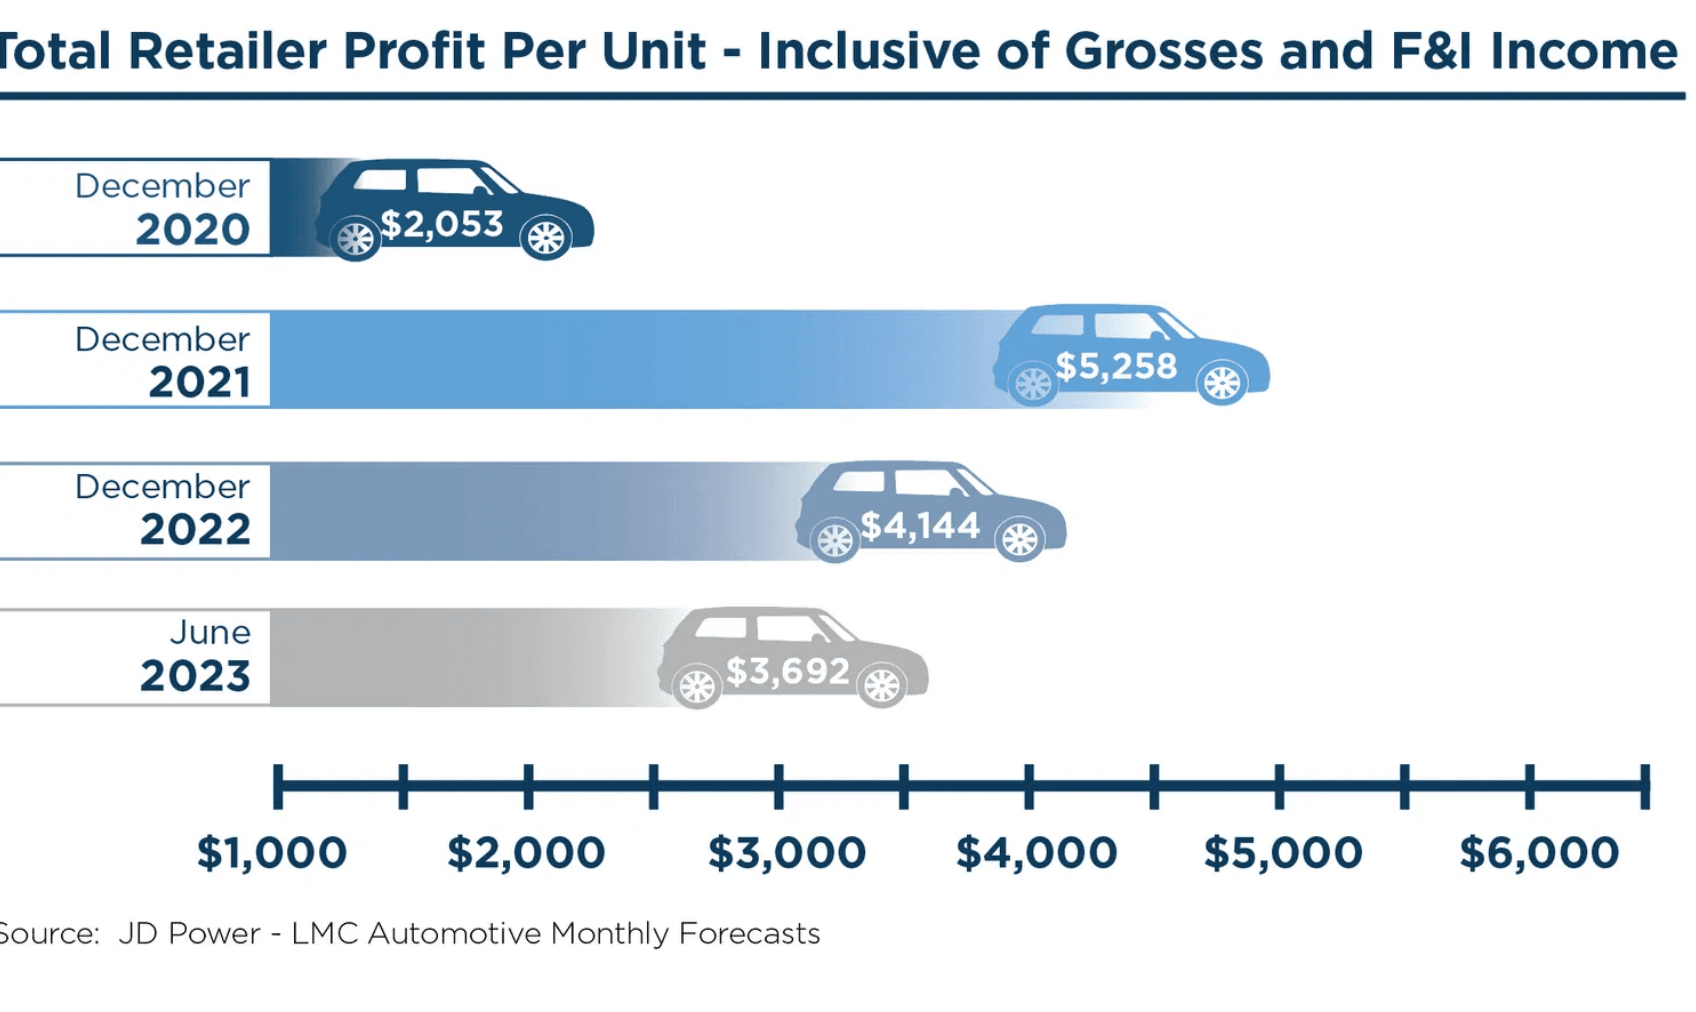 Total Retailer Profit Per Unit - Inclusive of Grosses and F&I Income
December
2020
$2,053
December
2021
$5,258
December
2022
$4,144
June
2023
$3,692
$1,000 $2,000 $3,000 $4,000 $5,000 $6,000
Source: JD Power - LMC Automotive Monthly Forecasts